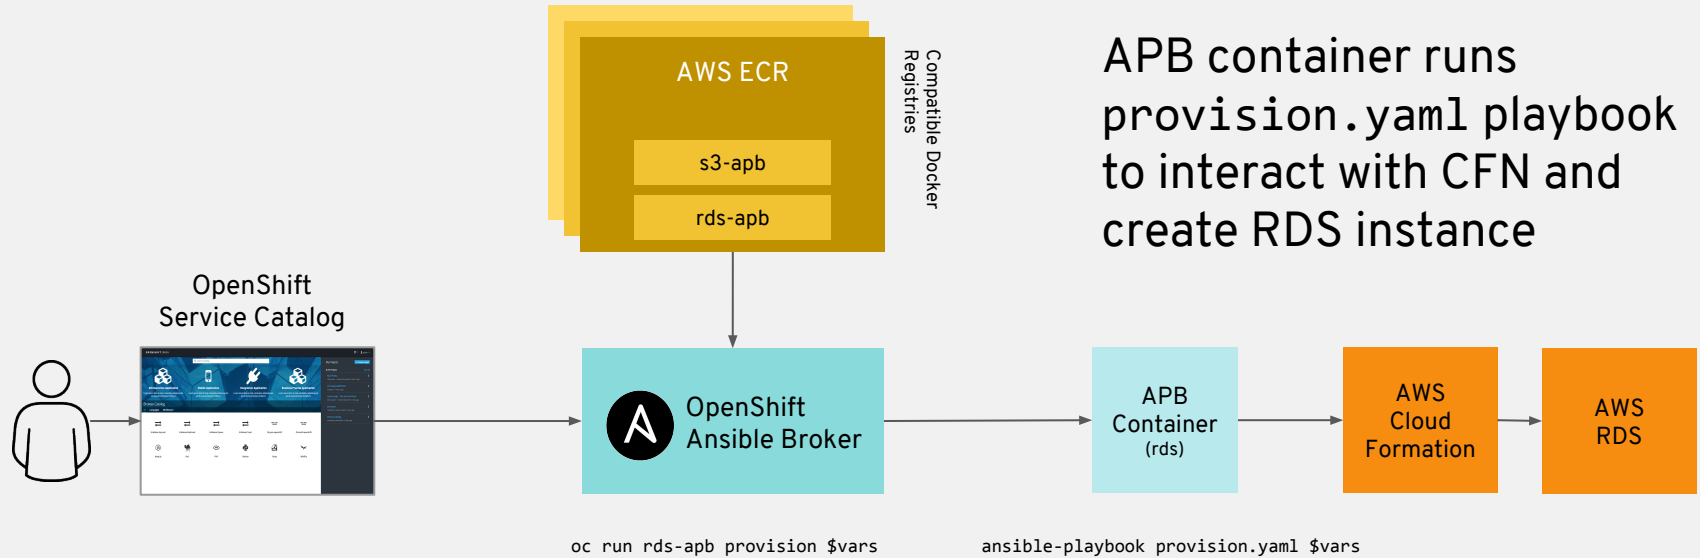 AWS ECR
s3-apb
rds-apb
Compatible Docker
Registries
APB container runs
provision.yaml playbook
to interact with CFN and
create RDS instance
OpenShift
Service Catalog
OpenShift
Ansible Broker
APB
Container
(rds)
AWS
Cloud
Formation
AWS
RDS
oc run rds-apb provision $vars
ansible-playbook provision.yaml $vars